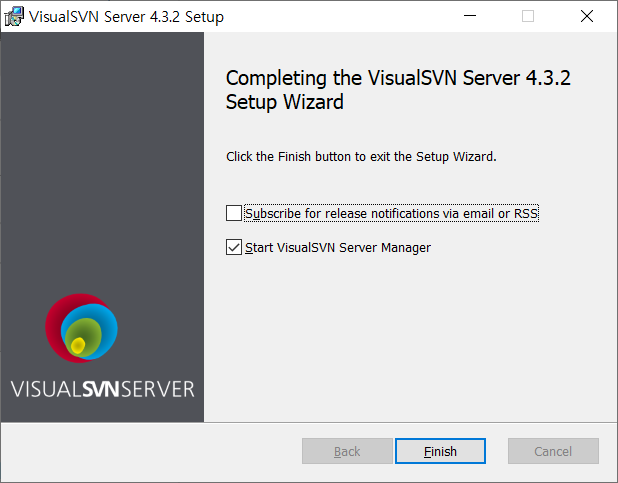 VisualSVN Server 4.3.2 Setup
Completing the VisualSVN Server 4.3.2
Setup Wizard
Click the Finish button to exit the Setup Wizard.
Subscribe for release notifications via email or RSS
Start VisualSVN Server Manager
VISUALSVNSERVER
Back
Finish
Cancel